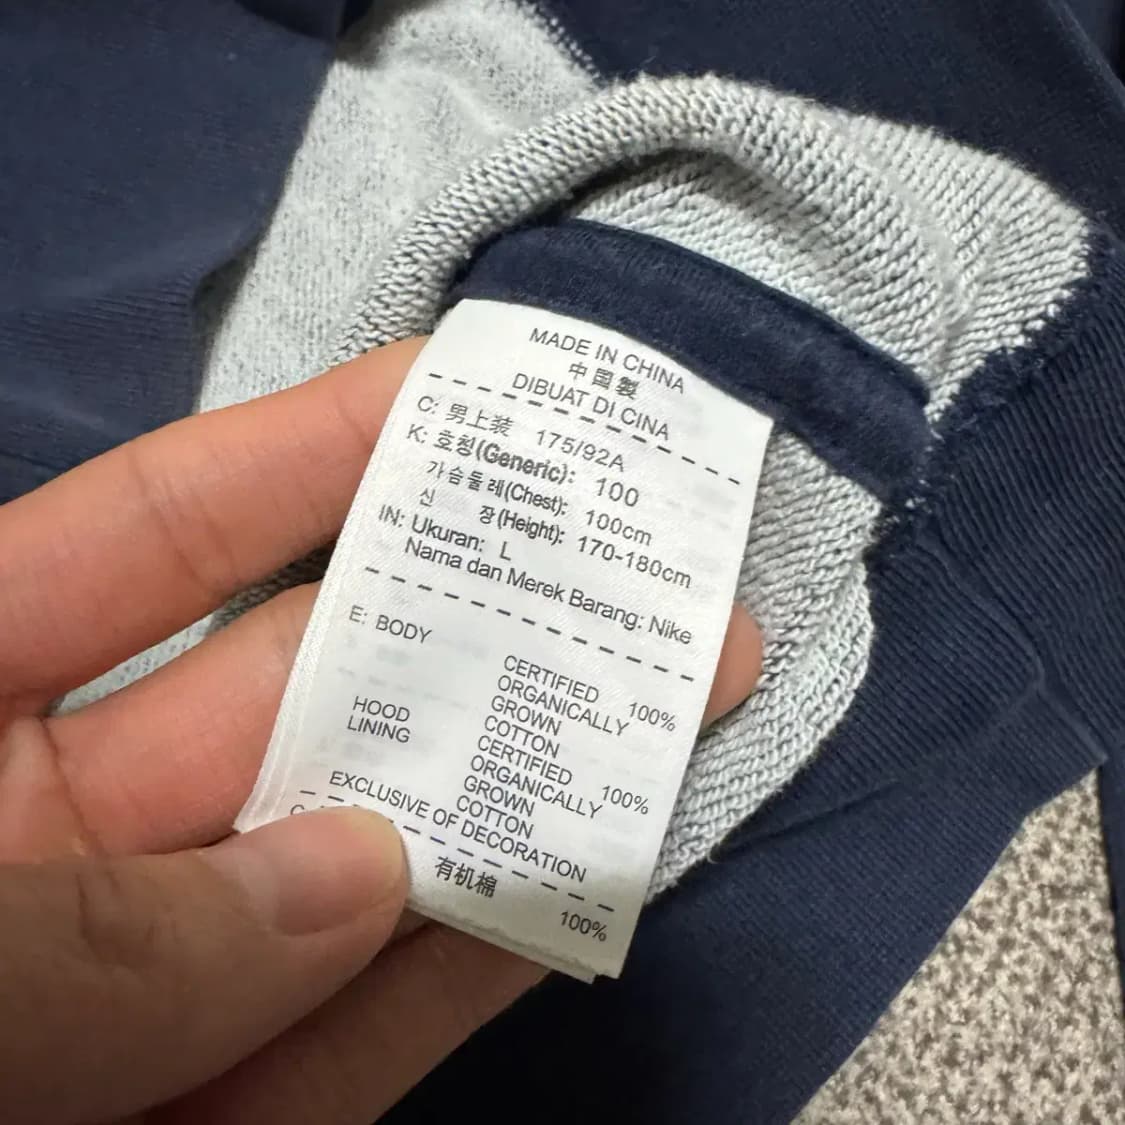 MADE IN CHINA
中国製
DIBUAT DI CINA
C: 男上装 175/92A
K: 호칭(Generic): 100
가슴둘레(Chest): 100cm
신 장(Height): 170-180cm
IN: Ukuran: L
Nama dan Merek Barang: Nike
E: BODY
CERTIFIED
ORGANICALLY 100%
GROWN
COTTON
HOOD LINING
CERTIFIED
ORGANICALLY 100%
GROWN
COTTON
EXCLUSIVE OF DECORATION
有机棉 100%